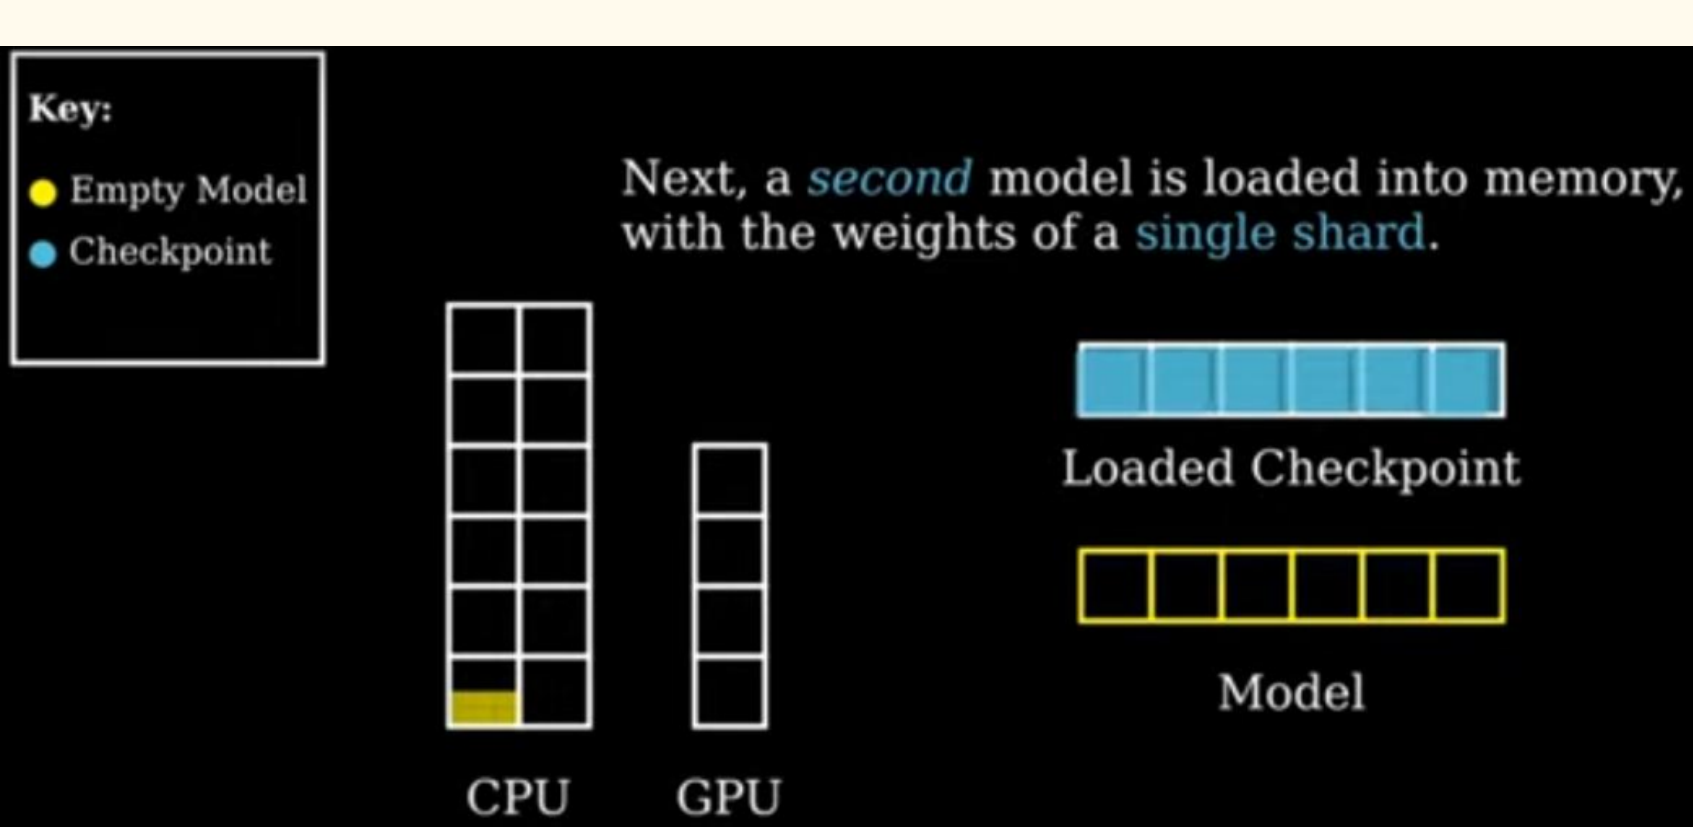 Key:
Empty Model
Checkpoint
Next, a second model is loaded into memory,
with the weights of a single shard.
Loaded Checkpoint
Model
CPU
GPU